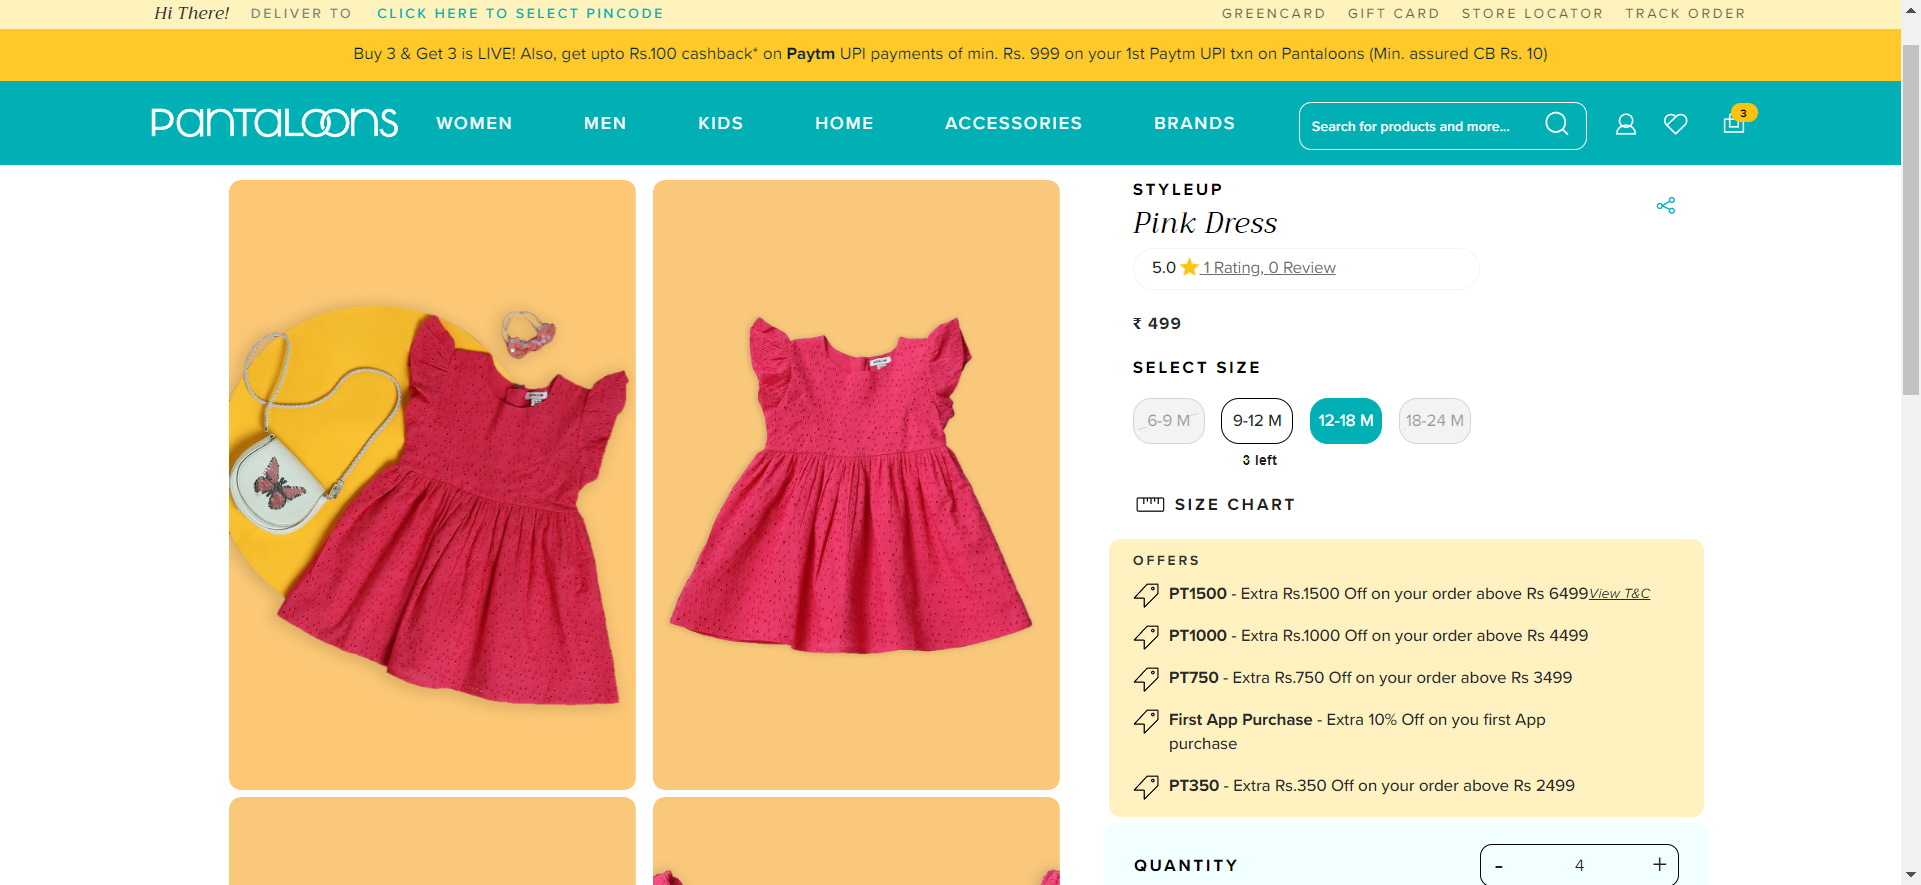 Hi There! DELIVER TO CLICK HERE TO SELECT PINCODE GREENCARD GIFT CARD STORE LOCATOR TRACK ORDER
Buy 3 & Get 3 is LIVE! Also, get upto Rs.100 cashback* on Paytm UPI payments of min. Rs. 999 on your 1st Paytm UPI txn on Pantaloons (Min. assured CB Rs. 10)
PANTALOONS WOMEN MEN KIDS HOME ACCESSORIES BRANDS Search for products and more... 3
STYLEUP
Pink Dress
5.0 1 Rating, 0 Review
₹ 499
SELECT SIZE
6-9 M 9-12 M 12-18 M 18-24 M
3 left
SIZE CHART
OFFERS
PT1500 - Extra Rs.1500 Off on your order above Rs 6499View T&C
PT1000 - Extra Rs.1000 Off on your order above Rs 4499
PT750 - Extra Rs.750 Off on your order above Rs 3499
First App Purchase - Extra 10% Off on you first App
purchase
PT350 - Extra Rs.350 Off on your order above Rs 2499
QUANTITY - 4 +